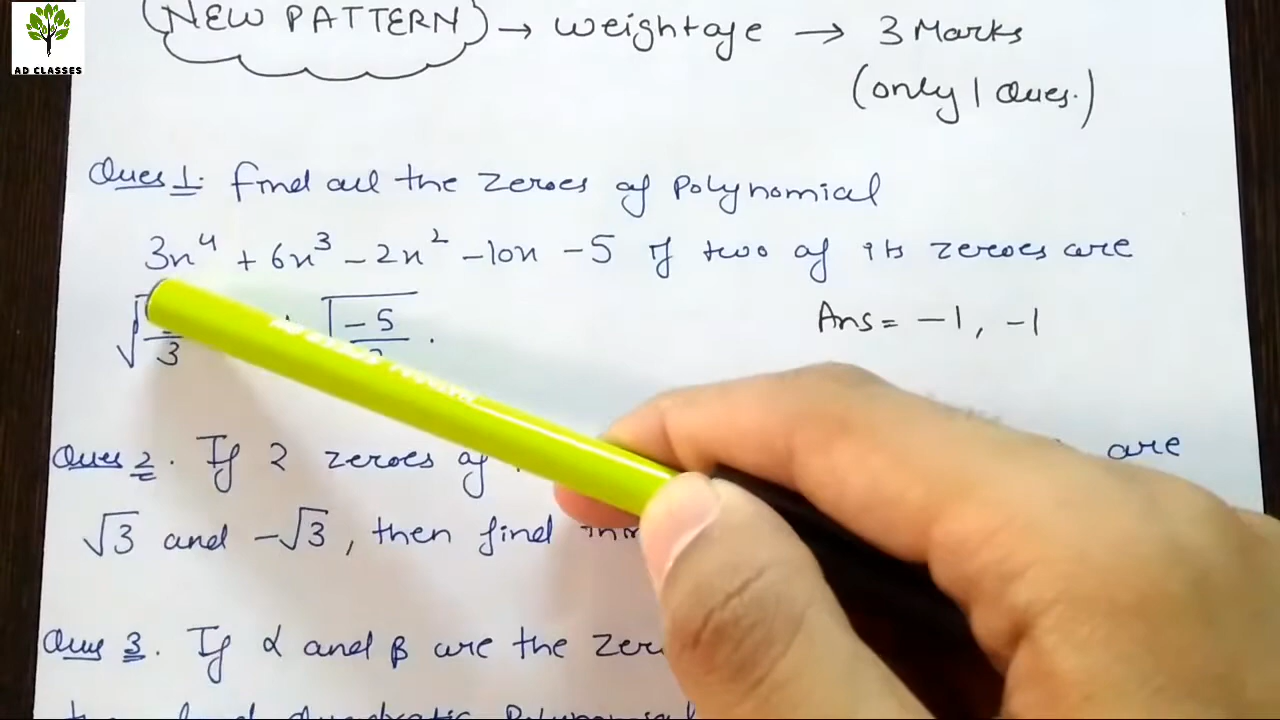 AD CLASSES
NEW PATTERN → weightage → 3 Marks
(only 1 Ques.)
Ques 1. Find all the zeroes of Polynomial
3x⁴ + 6x³ - 2x² - 10x - 5 if two of its zeroes are
√ 3 √-5 .
Ans = -1, -1
Ques 2. If 2 zeroes of are
√3 and -√3, then find
Ques 3. If α and β are the
Polynomial